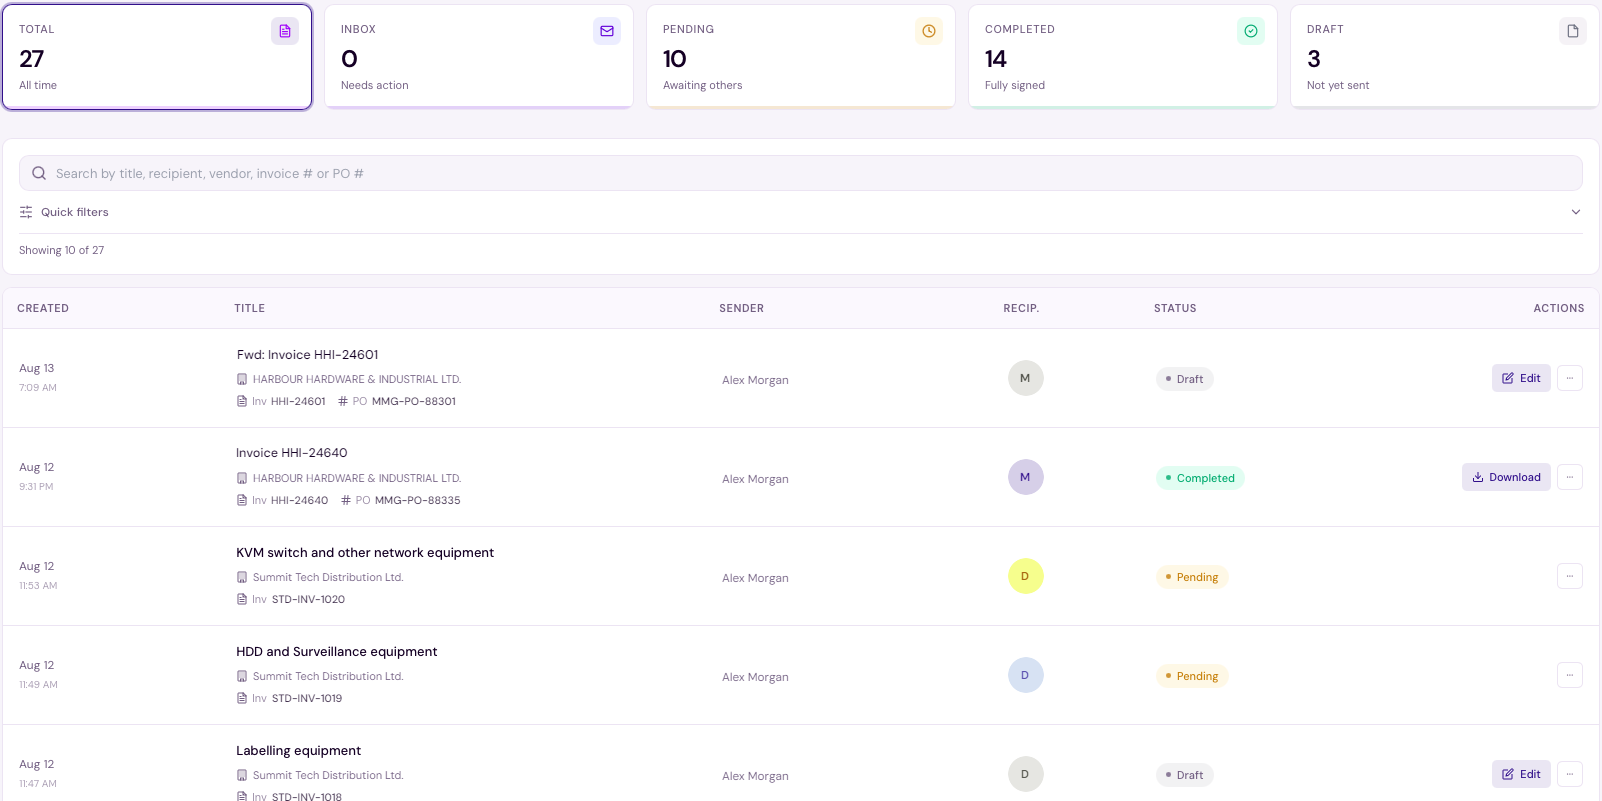 TOTAL
27
All time
INBOX
0
Needs action
PENDING
10
Awaiting others
COMPLETED
14
Fully signed
DRAFT
3
Not yet sent
Search by title, recipient, vendor, invoice # or PO #
Quick filters
Showing 10 of 27
CREATED TITLE SENDER RECIP. STATUS ACTIONS
Aug 13
7:09 AM
Fwd: Invoice HHI-24601
HARBOUR HARDWARE & INDUSTRIAL LTD.
Inv HHI-24601 # PO MMG-PO-88301
Alex Morgan
M
Draft
Edit
Aug 12
9:31 PM
Invoice HHI-24640
HARBOUR HARDWARE & INDUSTRIAL LTD.
Inv HHI-24640 # PO MMG-PO-88335
Alex Morgan
M
Completed
Download
Aug 12
11:53 AM
KVM switch and other network equipment
Summit Tech Distribution Ltd.
Inv STD-INV-1020
Alex Morgan
D
Pending
Aug 12
11:49 AM
HDD and Surveillance equipment
Summit Tech Distribution Ltd.
Inv STD-INV-1019
Alex Morgan
D
Pending
Aug 12
11:47 AM
Labelling equipment
Summit Tech Distribution Ltd.
Inv STD-INV-1018
Alex Morgan
D
Draft
Edit